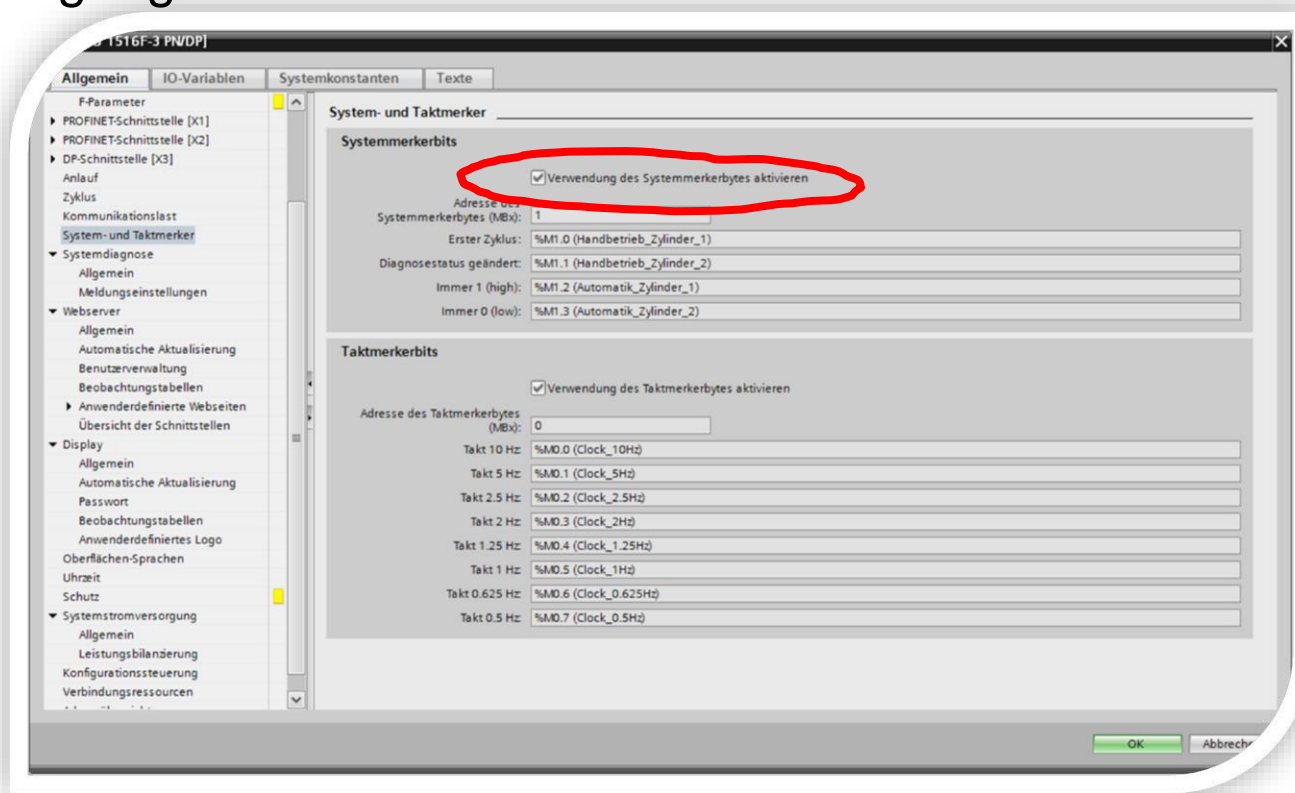 1516F-3 PN/DP]
Allgemein
IO-Variablen
Systemkonstanten
Texte
F-Parameter
PROFINET-Schnittstelle [X1]
PROFINET-Schnittstelle [X2]
DP-Schnittstelle [X3]
Anlauf
Zyklus
Kommunikationslast
System- und Taktmerker
Systemdiagnose
Allgemein
Meldungseinstellungen
Webserver
Allgemein
Automatische Aktualisierung
Benutzerverwaltung
Beobachtungstabellen
Anwenderdefinierte Webseiten
Übersicht der Schnittstellen
Display
Allgemein
Automatische Aktualisierung
Passwort
Beobachtungstabellen
Anwenderdefiniertes Logo
Oberflächen-Sprachen
Uhrzeit
Schutz
Systemstromversorgung
Allgemein
Leistungsbilanzierung
Konfigurationssteuerung
Verbindungsressourcen
System- und Taktmerker
Systemmerkerbits
Verwendung des Systemmerkerbytes aktivieren
Adresse des
Systemmerkerbytes (MBx): 1
Erster Zyklus: %M1.0 (Handbetrieb_Zylinder_1)
Diagnosestatus geändert: %M1.1 (Handbetrieb_Zylinder_2)
Immer 1 (high): %M1.2 (Automatik_Zylinder_1)
Immer 0 (low): %M1.3 (Automatik_Zylinder_2)
Taktmerkerbits
Verwendung des Taktmerkerbytes aktivieren
Adresse des Taktmerkerbytes
(MBx): 0
Takt 10 Hz: %M0.0 (Clock_10Hz)
Takt 5 Hz: %M0.1 (Clock_5Hz)
Takt 2.5 Hz: %M0.2 (Clock_2.5Hz)
Takt 2 Hz: %M0.3 (Clock_2Hz)
Takt 1.25 Hz: %M0.4 (Clock_1.25Hz)
Takt 1 Hz: %M0.5 (Clock_1Hz)
Takt 0.625 Hz: %M0.6 (Clock_0.625Hz)
Takt 0.5 Hz: %M0.7 (Clock_0.5Hz)
OK
Abbreche